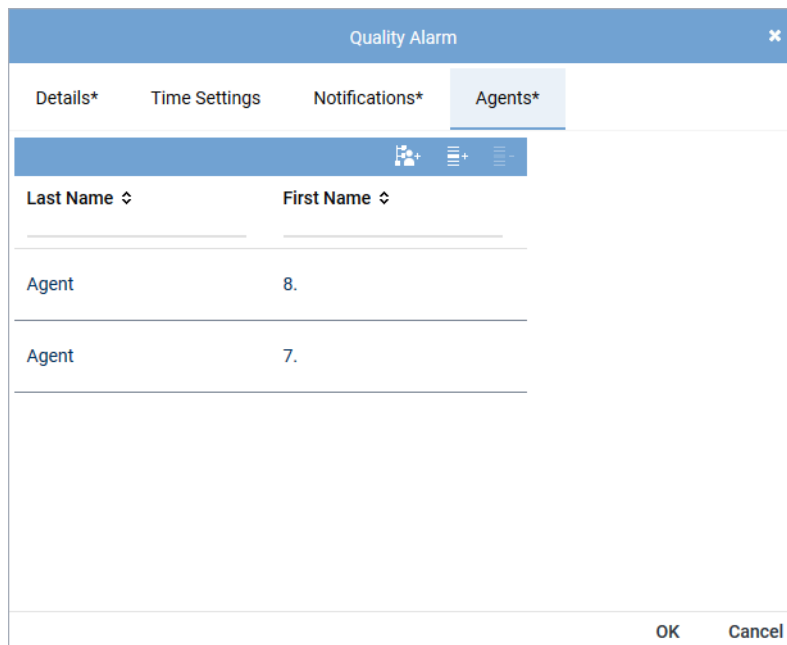 Quality Alarm
Details* Time Settings Notifications* Agents*
Last Name First Name
Agent 8.
Agent 7.
OK Cancel